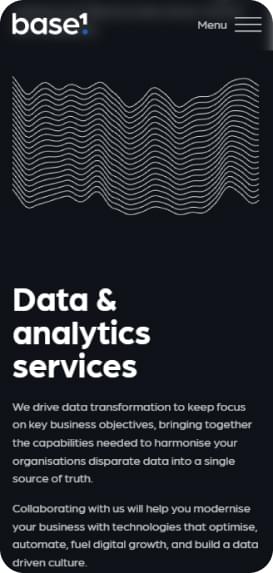 base¹
Menu
Data &
analytics
services
We drive data transformation to keep focus
on key business objectives, bringing together
the capabilities needed to harmonise your
organisations disparate data into a single
source of truth.
Collaborating with us will help you modernise
your business with technologies that optimise,
automate, fuel digital growth, and build a data
driven culture.